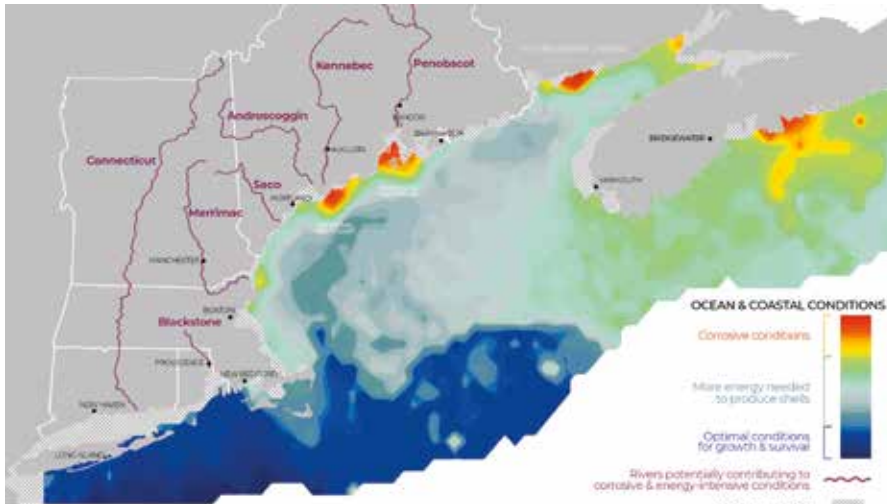 Kennebec
Penobscot
BANGOR
Androscoggin
BAR HARBOR
Connecticut
BRIDGEWATER
Saco
YARMOUTH
PORTLAND
Merrimac
MANCHESTER
OCEAN & COASTAL CONDITIONS
BOSTON
Blackstone
Corrosive conditions
PROVIDENCE
NEW BEDFORD
More energy needed
to produce shells
NEW HAVEN
Optimal conditions
for growth & survival
LONG ISLAND
Rivers potentially contributing to
corrosive & energy-intensive conditions